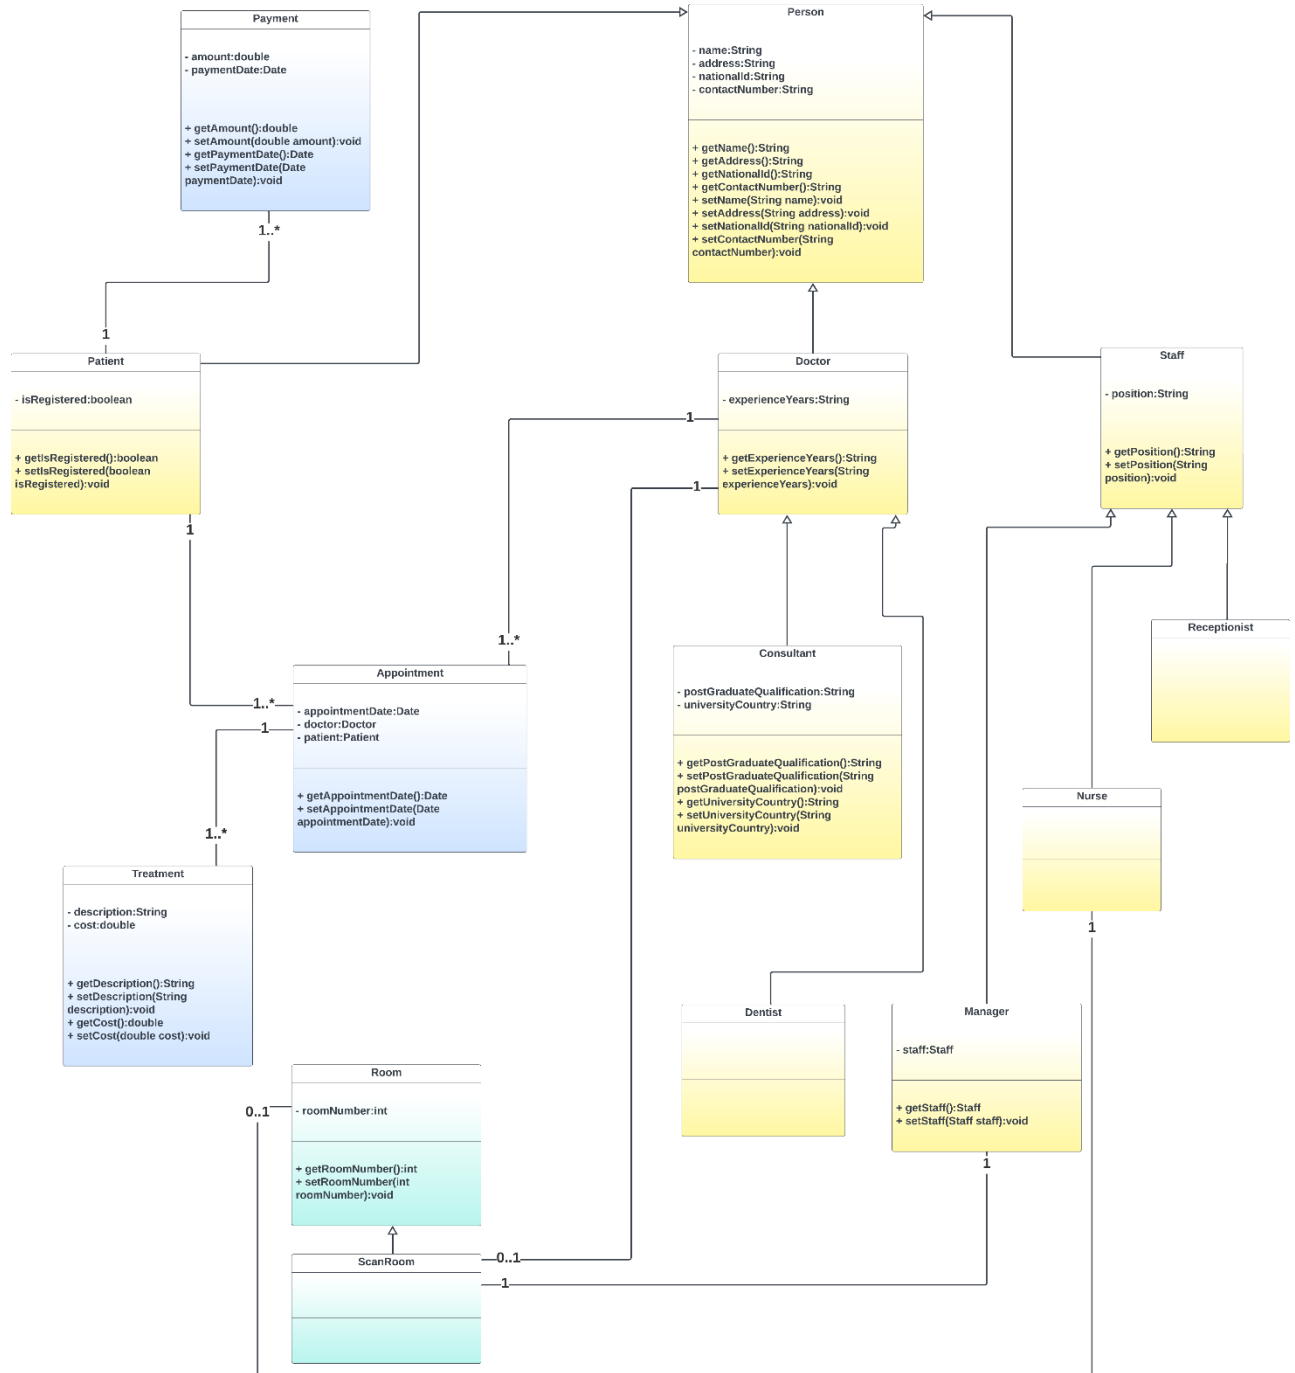 Payment
- amount:double
- paymentDate:Date
+ getAmount():double
+ setAmount(double amount):void
+ getPaymentDate():Date
+ setPaymentDate(Date
paymentDate):void
1..*
1
Person
- name:String
- address:String
- nationalId:String
- contactNumber:String
+ getName():String
+ getAddress():String
+ getNationalId():String
+ getContactNumber():String
+ setName(String name):void
+ setAddress(String address):void
+ setNationalId(String nationalId):void
+ setContactNumber(String
contactNumber):void
Patient
- isRegistered:boolean
+ getIsRegistered():boolean
+ setIsRegistered(boolean
isRegistered):void
1
Doctor
- experienceYears:String
+ getExperienceYears():String
+ setExperienceYears(String
experienceYears):void
1
1
Staff
- position:String
+ getPosition():String
+ setPosition(String
position):void
1..*
1..*
1
Appointment
- appointmentDate:Date
- doctor:Doctor
- patient:Patient
+ getAppointmentDate():Date
+ setAppointmentDate(Date
appointmentDate):void
Consultant
- postGraduateQualification:String
- universityCountry:String
+ getPostGraduateQualification():String
+ setPostGraduateQualification(String
postGraduateQualification):void
+ getUniversityCountry():String
+ setUniversityCountry(String
universityCountry):void
Receptionist
Nurse
1
1..*
Treatment
- description:String
- cost:double
+ getDescription():String
+ setDescription(String
description):void
+ getCost():double
+ setCost(double cost):void
Dentist
Manager
- staff:Staff
+ getStaff():Staff
+ setStaff(Staff staff):void
1
Room
- roomNumber:int
+ getRoomNumber():int
+ setRoomNumber(int
roomNumber):void
0..1
ScanRoom
0..1
1